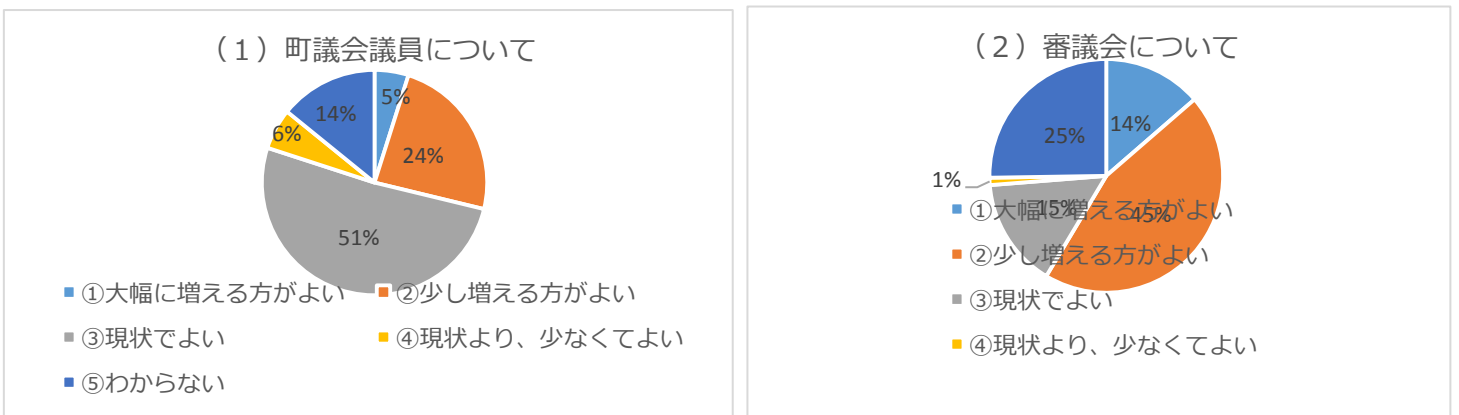 （１）町議会議員について
5%
24%
51%
6%
14%
■ ①大幅に増える方がよい ■ ②少し増える方がよい
■ ③現状でよい ■ ④現状より、少なくてよい
■ ⑤わからない
（２）審議会について
14%
45%
15%
1%
25%
■ ①大幅に増える方がよい
■ ②少し増える方がよい
■ ③現状でよい
■ ④現状より、少なくてよい